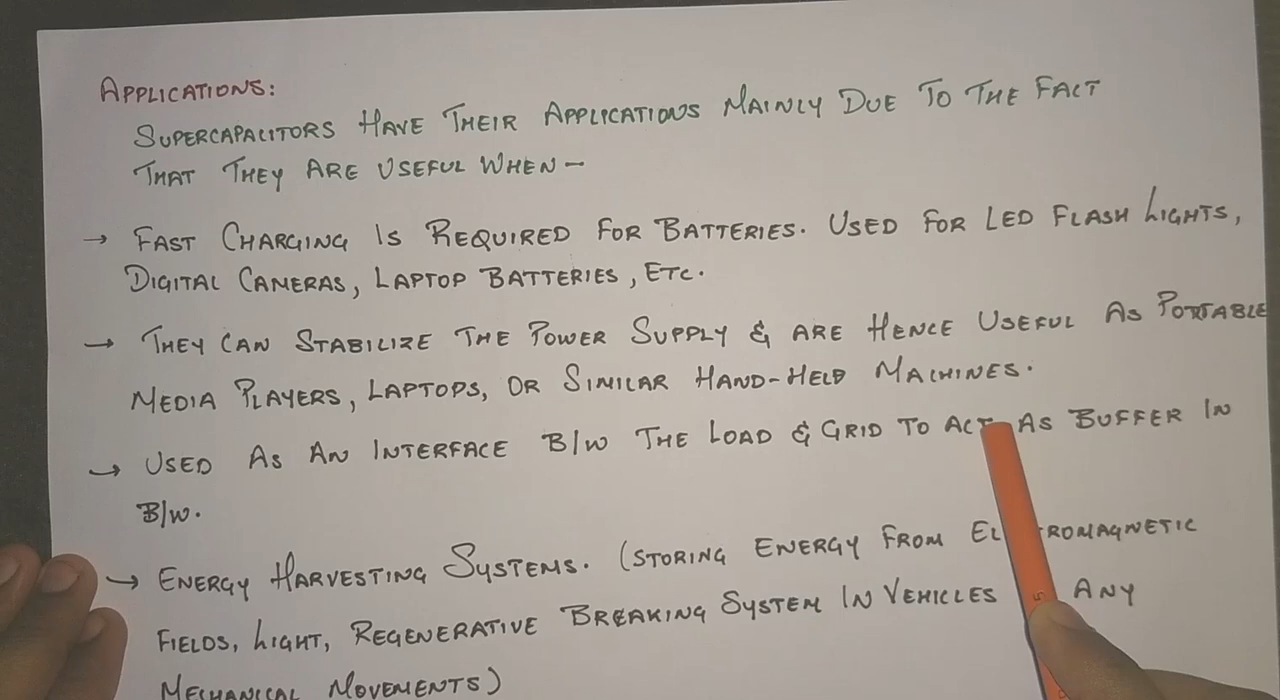 APPLICATIONS:
SUPERCAPACITORS HAVE THEIR APPLICATIONS MAINLY DUE TO THE FACT
THAT THEY ARE USEFUL WHEN -
→ FAST CHARGING IS REQUIRED FOR BATTERIES. USED FOR LED FLASH LIGHTS,
DIGITAL CAMERAS, LAPTOP BATTERIES, ETC.
→ THEY CAN STABILIZE THE POWER SUPPLY & ARE HENCE USEFUL AS PORTABLE
MEDIA PLAYERS, LAPTOPS, OR SIMILAR HAND-HELD MACHINES.
→ USED AS AN INTERFACE B/W THE LOAD & GRID TO ACT AS BUFFER IN
B/W.
→ ENERGY HARVESTING SYSTEMS. (STORING ENERGY FROM EL ROMAGNETIC
FIELDS, LIGHT, REGENERATIVE BREAKING SYSTEM IN VEHICLES ANY
MECHANICAL MOVEMENTS)